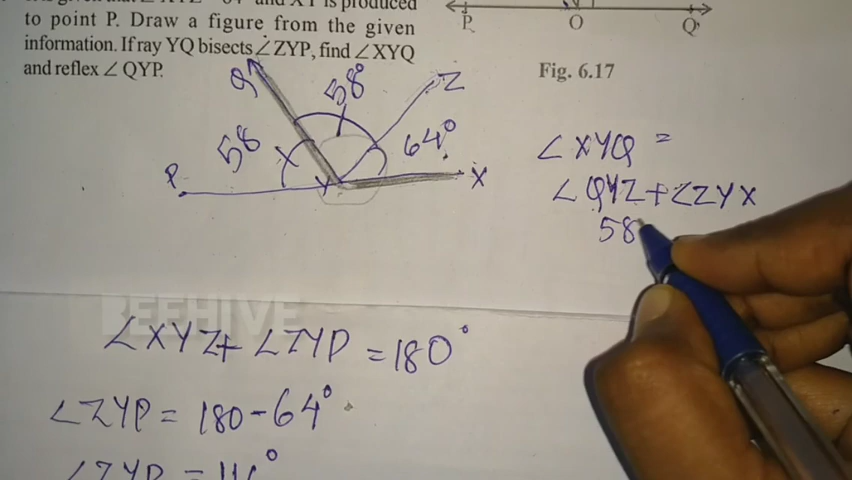 to point P. Draw a figure from the given
information. If ray YQ bisects ∠ZYP, find ∠XYQ
and reflex ∠QYP.
P
O
Q
Fig. 6.17
Q
58°
Z
58
64°
P
Y
X
∠XYQ =
∠QYZ+∠ZYX
58
BEEHIVE
∠XYZ+ ∠ZYP = 180°
∠ZYP = 180-64°